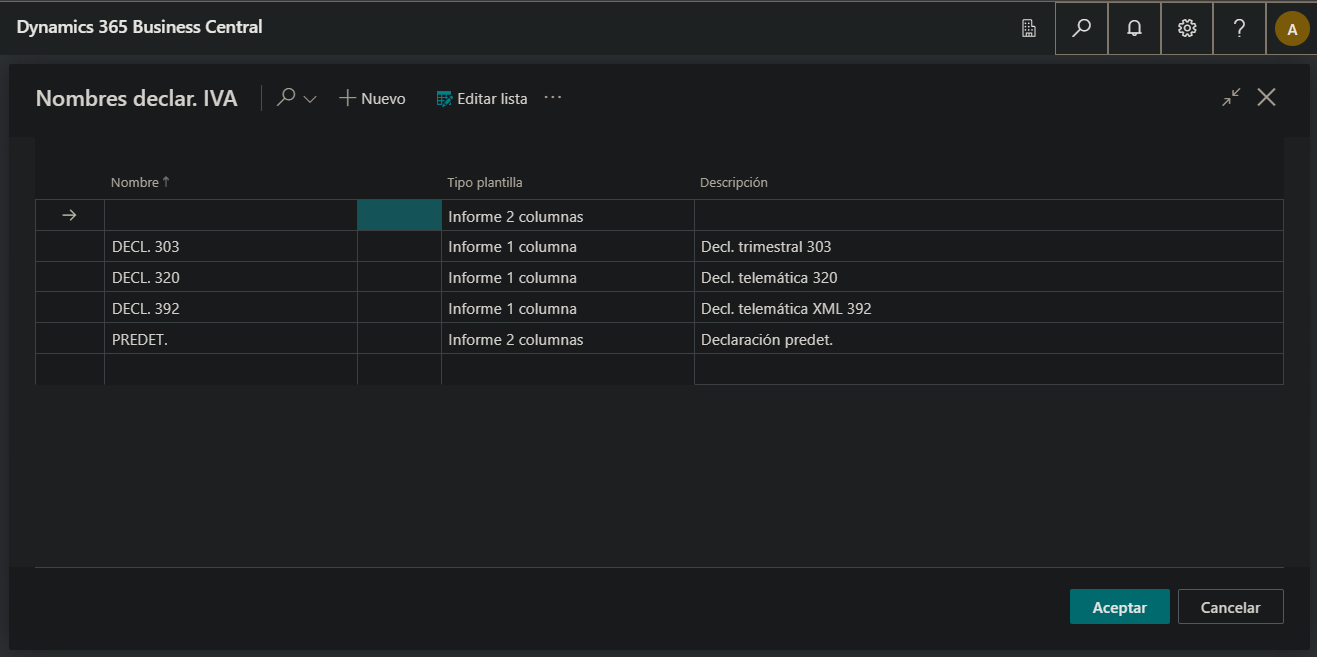 Dynamics 365 Business Central
A
Nombres declar. IVA
Nuevo
Editar lista
Nombre Tipo plantilla Descripción
Informe 2 columnas
DECL. 303 Informe 1 columna Decl. trimestral 303
DECL. 320 Informe 1 columna Decl. telemática 320
DECL. 392 Informe 1 columna Decl. telemática XML 392
PREDET. Informe 2 columnas Declaración predet.
Aceptar Cancelar